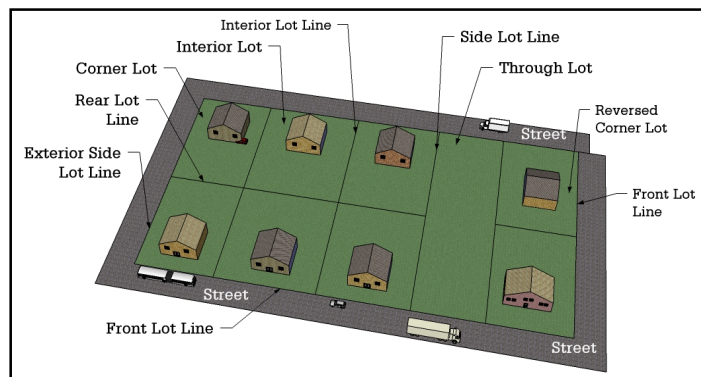 Interior Lot Line
Interior Lot
Side Lot Line
Corner Lot
Through Lot
Rear Lot
Line
Street
Reversed
Corner Lot
Exterior Side
Lot Line
Front Lot
Line
Street
Front Lot Line
Street